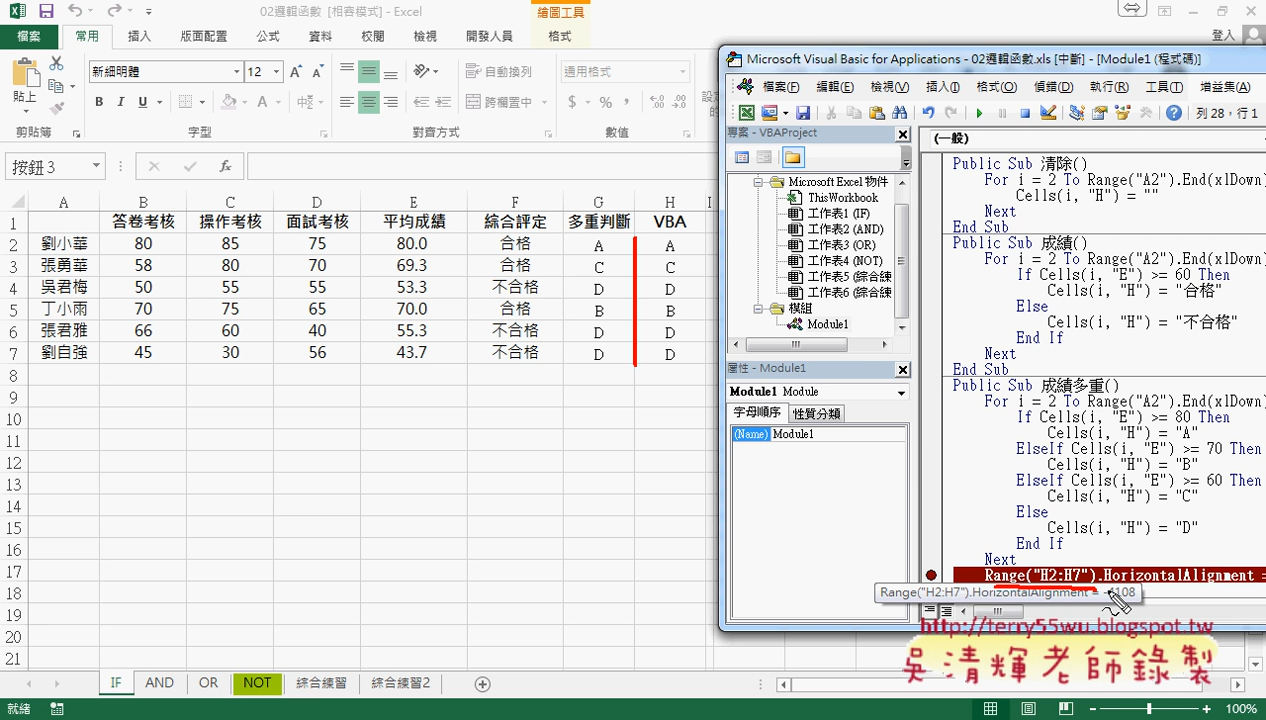 02邏輯函數.xls [相容模式] - Excel
繪圖工具
檔案 常用 插入 版面配置 公式 資料 校閱 檢視 開發人員 格式 登入
貼上
新細明體 12
自動換列
跨欄置中
通用格式
剪貼簿 字型 對齊方式 數值
按鈕 3
A B C D E F G H I
1 答卷考核 操作考核 面試考核 平均成績 綜合評定 多重判斷 VBA
2 劉小華 80 85 75 80.0 合格 A A
3 張勇華 58 80 70 69.3 合格 C C
4 吳君梅 50 55 55 53.3 不合格 D D
5 丁小雨 70 75 65 70.0 合格 B B
6 張君雅 66 60 40 55.3 不合格 D D
7 劉自強 45 30 56 43.7 不合格 D D
8
9
10
11
12
13
14
15
16
17
18
19
20
21
IF AND OR NOT 綜合練習 綜合練習2
就緒 100%
Microsoft Visual Basic for Applications - 02邏輯函數.xls [中斷] - [Module1 (程式碼)]
檔案(F) 編輯(E) 檢視(V) 插入(I) 格式(O) 偵錯(D) 執行(R) 工具(T) 增益集(A)
列 28，行 1
專案 - VBAProject
Microsoft Excel 物件
ThisWorkbook
工作表1 (IF)
工作表2 (AND)
工作表3 (OR)
工作表4 (NOT)
工作表5 (綜合練
工作表6 (綜合練
模組
Module1
屬性 - Module1
Module1 Module
字母順序 性質分類
(Name) Module1
(一般)
Public Sub 清除()
For i = 2 To Range("A2").End(xlDown)
Cells(i, "H") = ""
Next
End Sub
Public Sub 成績()
For i = 2 To Range("A2").End(xlDown)
If Cells(i, "E") >= 60 Then
Cells(i, "H") = "合格"
Else
Cells(i, "H") = "不合格"
End If
Next
End Sub
Public Sub 成績多重()
For i = 2 To Range("A2").End(xlDown)
If Cells(i, "E") >= 80 Then
Cells(i, "H") = "A"
ElseIf Cells(i, "E") >= 70 Then
Cells(i, "H") = "B"
ElseIf Cells(i, "E") >= 60 Then
Cells(i, "H") = "C"
Else
Cells(i, "H") = "D"
End If
Next
Range("H2:H7").HorizontalAlignment =
Range("H2:H7").HorizontalAlignment = -4108
http://terry55wu.blogspot.tw
吳清輝老師錄製